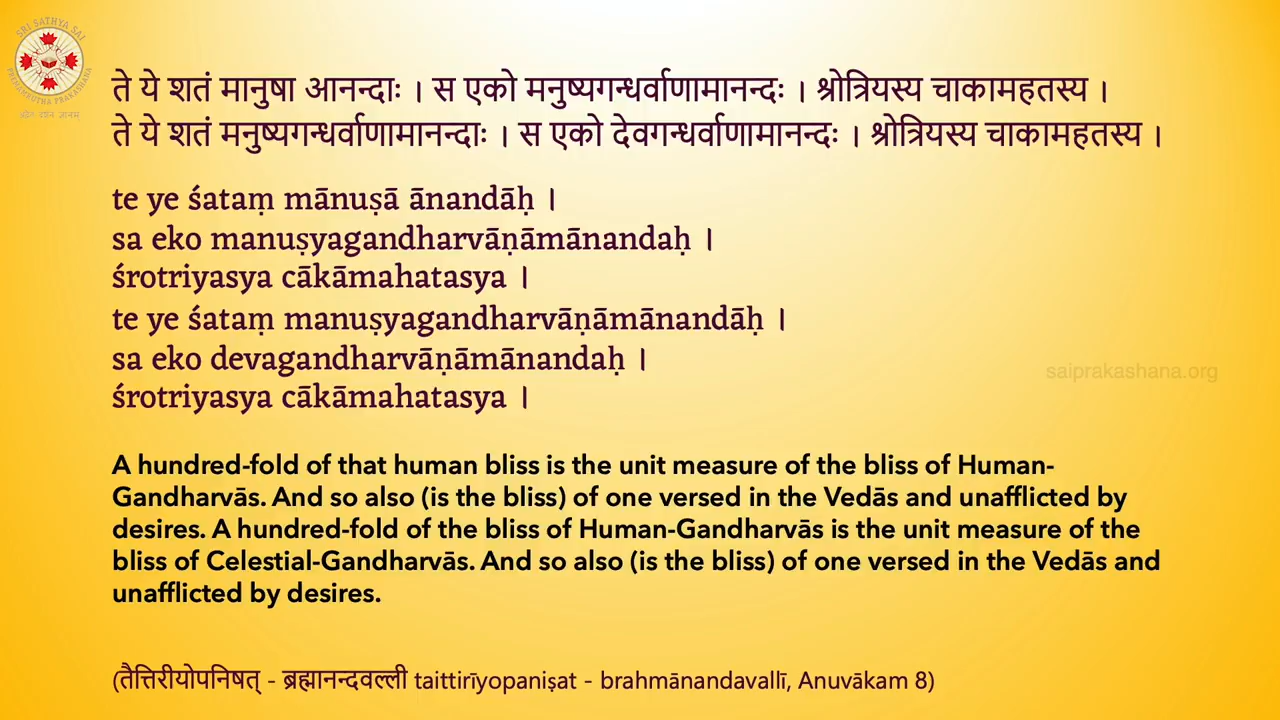 SRI SATHYA SAI
PREMAMRUTHA PRAKASHANA
ते ये शतं मानुषा आनन्दाः । स एको मनुष्यगन्धर्वाणामानन्दः । श्रोत्रियस्य चाकामहतस्य ।
ते ये शतं मनुष्यगन्धर्वाणामानन्दाः । स एको देवगन्धर्वाणामानन्दः । श्रोत्रियस्य चाकामहतस्य ।
te ye śataṃ mānuṣā ānandāḥ ।
sa eko manuṣyagandharvāṇāmānandaḥ ।
śrotriyasya cākāmahatasya ।
te ye śataṃ manuṣyagandharvāṇāmānandāḥ ।
sa eko devagandharvāṇāmānandaḥ ।
śrotriyasya cākāmahatasya ।
saiprakashana.org
A hundred-fold of that human bliss is the unit measure of the bliss of Human-
Gandharvās. And so also (is the bliss) of one versed in the Vedās and unafflicted by
desires. A hundred-fold of the bliss of Human-Gandharvās is the unit measure of the
bliss of Celestial-Gandharvās. And so also (is the bliss) of one versed in the Vedās and
unafflicted by desires.
(तैत्तिरीयोपनिषत् - ब्रह्मानन्दवल्ली taittirīyopaniṣat - brahmānandavallī, Anuvākam 8)